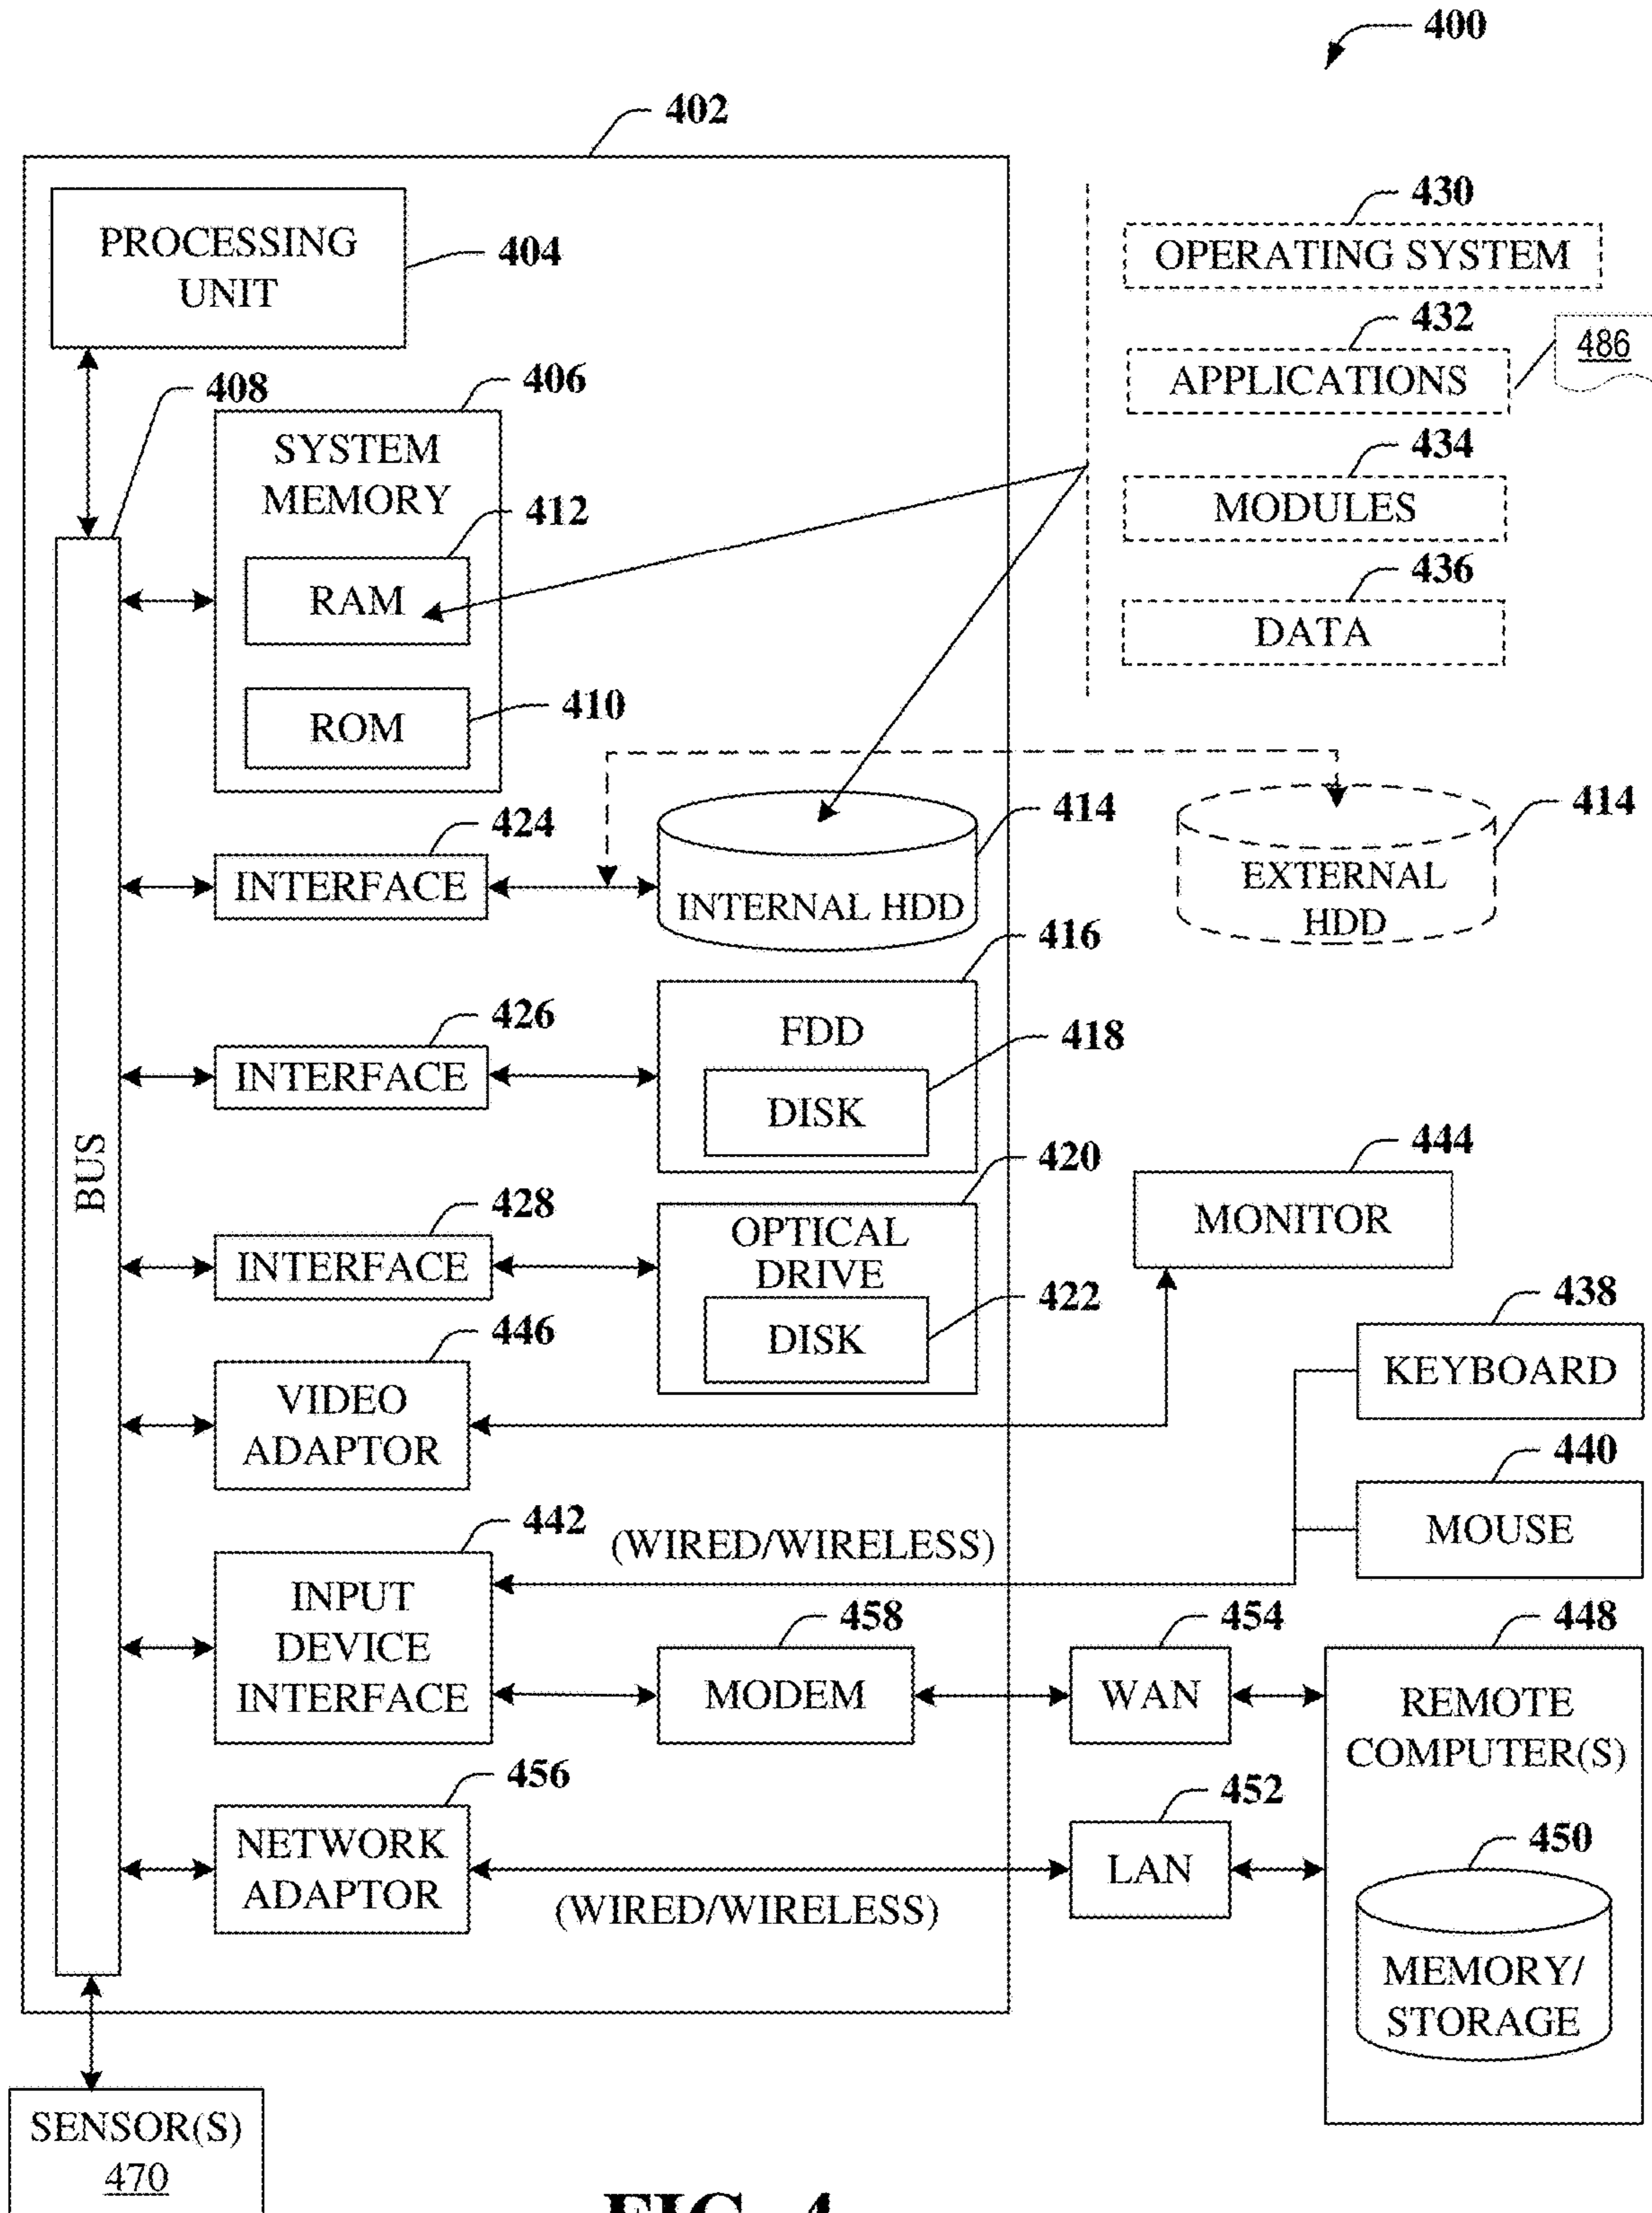 400
402
PROCESSING
UNIT
404
430
OPERATING SYSTEM
432
APPLICATIONS
486
434
MODULES
436
DATA
408
406
SYSTEM
MEMORY
412
RAM
410
ROM
424
INTERFACE
414
INTERNAL HDD
414
EXTERNAL
HDD
416
FDD
418
DISK
426
INTERFACE
BUS
420
OPTICAL
DRIVE
422
DISK
428
INTERFACE
444
MONITOR
446
VIDEO
ADAPTOR
438
KEYBOARD
440
MOUSE
442
(WIRED/WIRELESS)
INPUT
DEVICE
INTERFACE
458
MODEM
454
WAN
448
REMOTE
COMPUTER(S)
456
NETWORK
ADAPTOR
(WIRED/WIRELESS)
452
LAN
450
MEMORY/
STORAGE
SENSOR(S)
470
FIG. 4